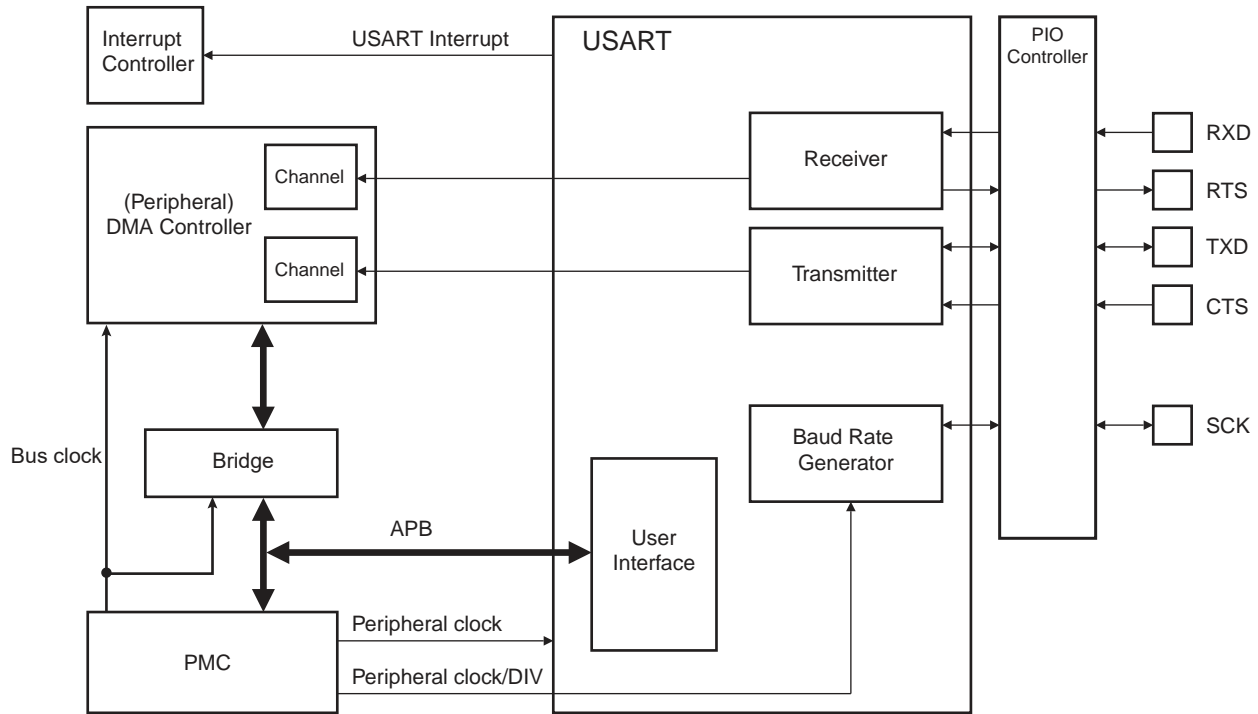 Interrupt
Controller
USART Interrupt
USART
PIO
Controller
(Peripheral)
DMA Controller
Channel
Channel
Receiver
Transmitter
RXD
RTS
TXD
CTS
SCK
Baud Rate
Generator
Bus clock
Bridge
APB
User
Interface
PMC
Peripheral clock
Peripheral clock/DIV